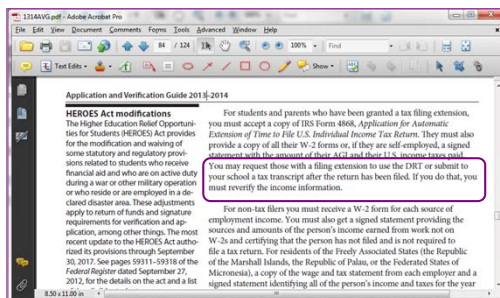 1314AVG.pdf - Adobe Acrobat Pro
File Edit View Document Comments Forms Tools Advanced Window Help
84 / 124 100% Find
Text Edits Show
Application and Verification Guide 2013-2014
HEROES Act modifications
The Higher Education Relief Opportuni-
ties for Students (HEROES) Act provides
for the modification and waiving of
some statutory and regulatory provi-
sions related to students who receive
financial aid and who are on active duty
during a war or other military operation
or who reside or are employed in a de-
clared disaster area. These adjustments
apply to return of funds and signature
requirements for verification and ap-
plication, among other things. The most
recent update to the HEROES Act autho-
rized its provisions through September
30, 2017. See pages 59311–59318 of the
Federal Register dated September 27,
2012, for the details on the act and a list
For students and parents who have been granted a tax filing extension,
you must accept a copy of IRS Form 4868, Application for Automatic
Extension of Time to File U.S. Individual Income Tax Return. They must also
provide a copy of all their W-2 forms or, if they are self-employed, a signed
statement with the amount of their AGI and their U.S. income taxes paid.
You may request those with a filing extension to use the DRT or submit to
your school a tax transcript after the return has been filed. If you do that, you
must reverify the income information.
For non-tax filers you must receive a W-2 form for each source of
employment income. You must also get a signed statement providing the
sources and amounts of the person's income earned from work not on
W-2s and certifying that the person has not filed and is not required to
file a tax return. For residents of the Freely Associated States (the Republic
of the Marshall Islands, the Republic of Palau, or the Federated States of
Micronesia), a copy of the wage and tax statement from each employer and a
signed statement identifying all of the person's income and taxes for the year
8.50 x 11.00 in